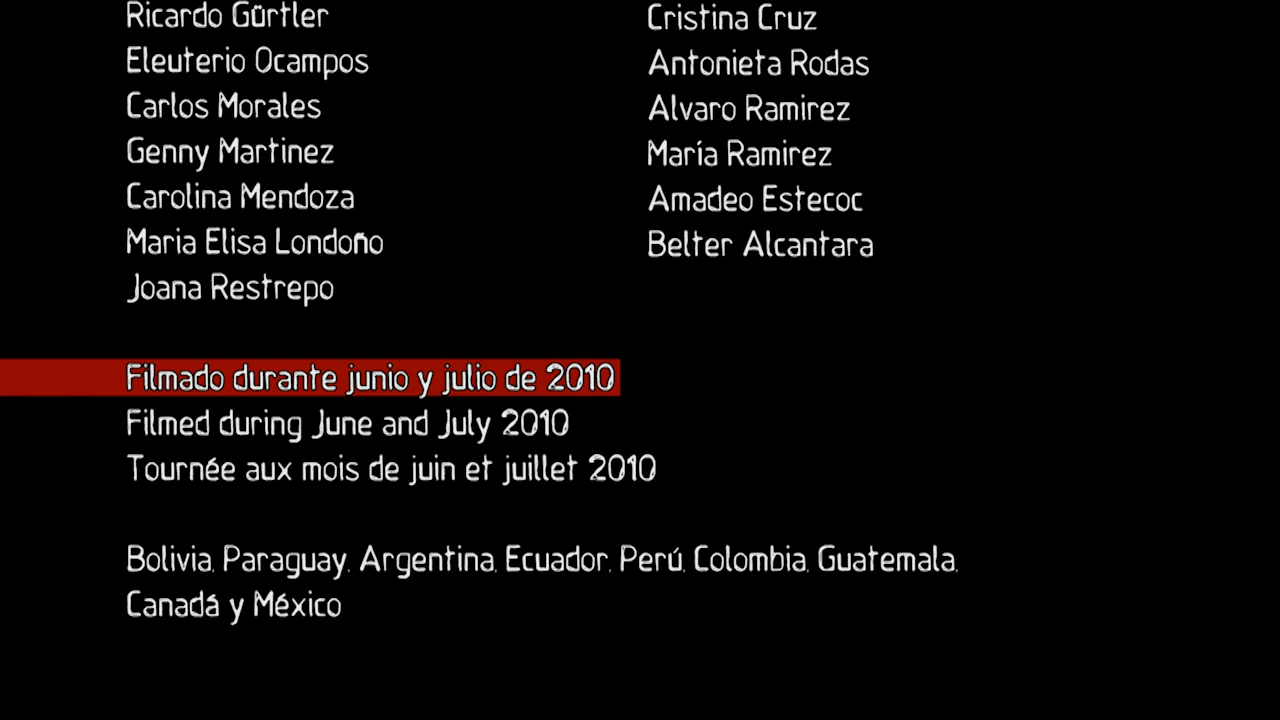 Ricardo Gürtler
Eleuterio Ocampos
Carlos Morales
Genny Martinez
Carolina Mendoza
Maria Elisa Londoño
Joana Restrepo
Cristina Cruz
Antonieta Rodas
Alvaro Ramirez
María Ramirez
Amadeo Estecoc
Belter Alcantara
Filmado durante junio y julio de 2010
Filmed during June and July 2010
Tournée aux mois de juin et juillet 2010
Bolivia, Paraguay, Argentina, Ecuador, Perú, Colombia, Guatemala,
Canadá y México